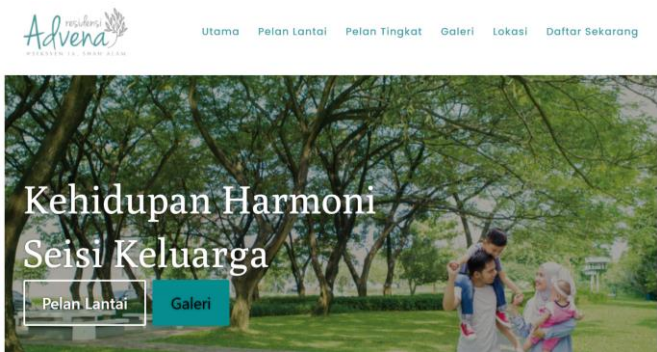 residensi
Advena
Utama Pelan Lantai Pelan Tingkat Galeri Lokasi Daftar Sekarang
Kehidupan Harmoni
Seisi Keluarga
Pelan Lantai Galeri